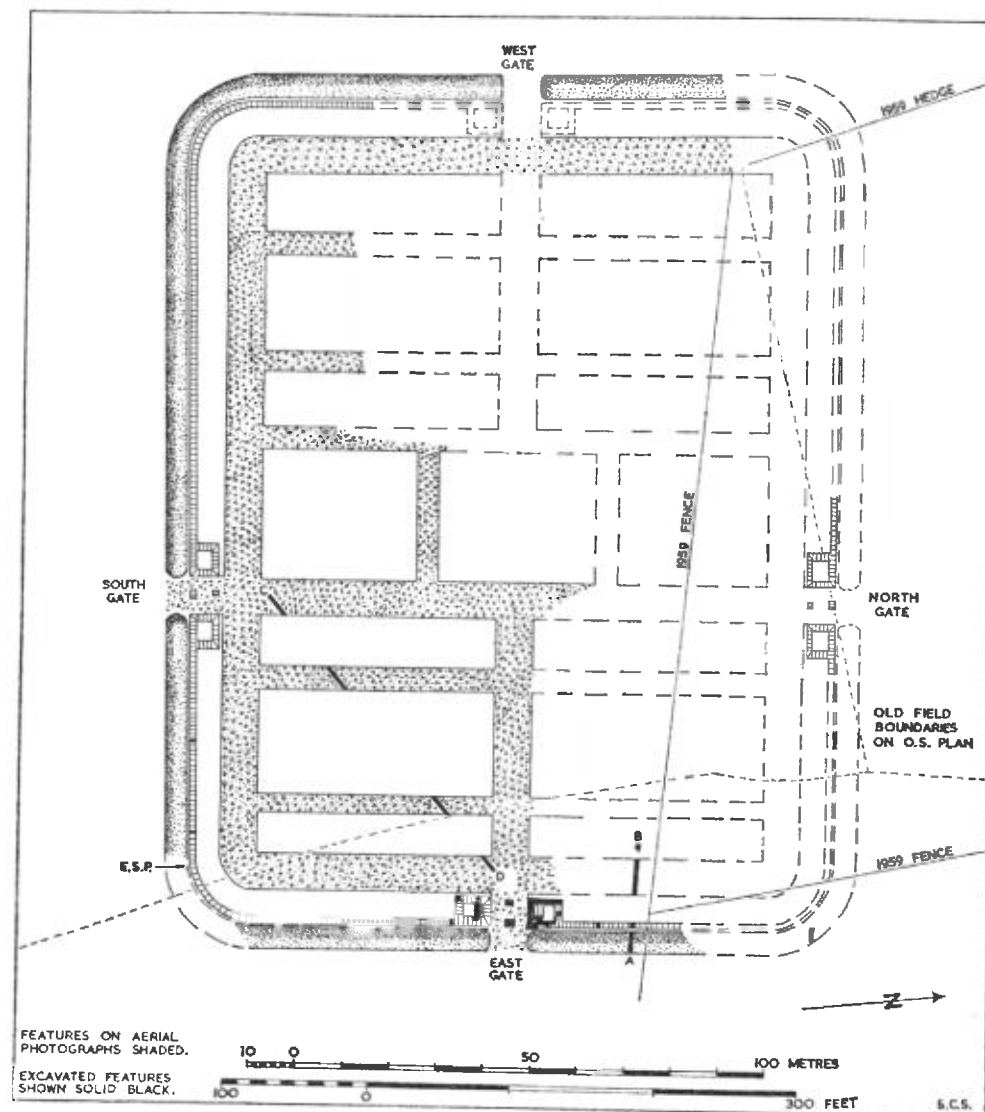 WEST
GATE
1959 HEDGE
1959 FENCE
SOUTH
GATE
NORTH
GATE
OLD FIELD
BOUNDARIES
ON O.S. PLAN
B
E.S.P.
1959 FENCE
D
A
EAST
GATE
N
FEATURES ON AERIAL
PHOTOGRAPHS SHADED.
10 0 50 100 METRES
EXCAVATED FEATURES
SHOWN SOLID BLACK.
100 0 300 FEET
S.C.S.